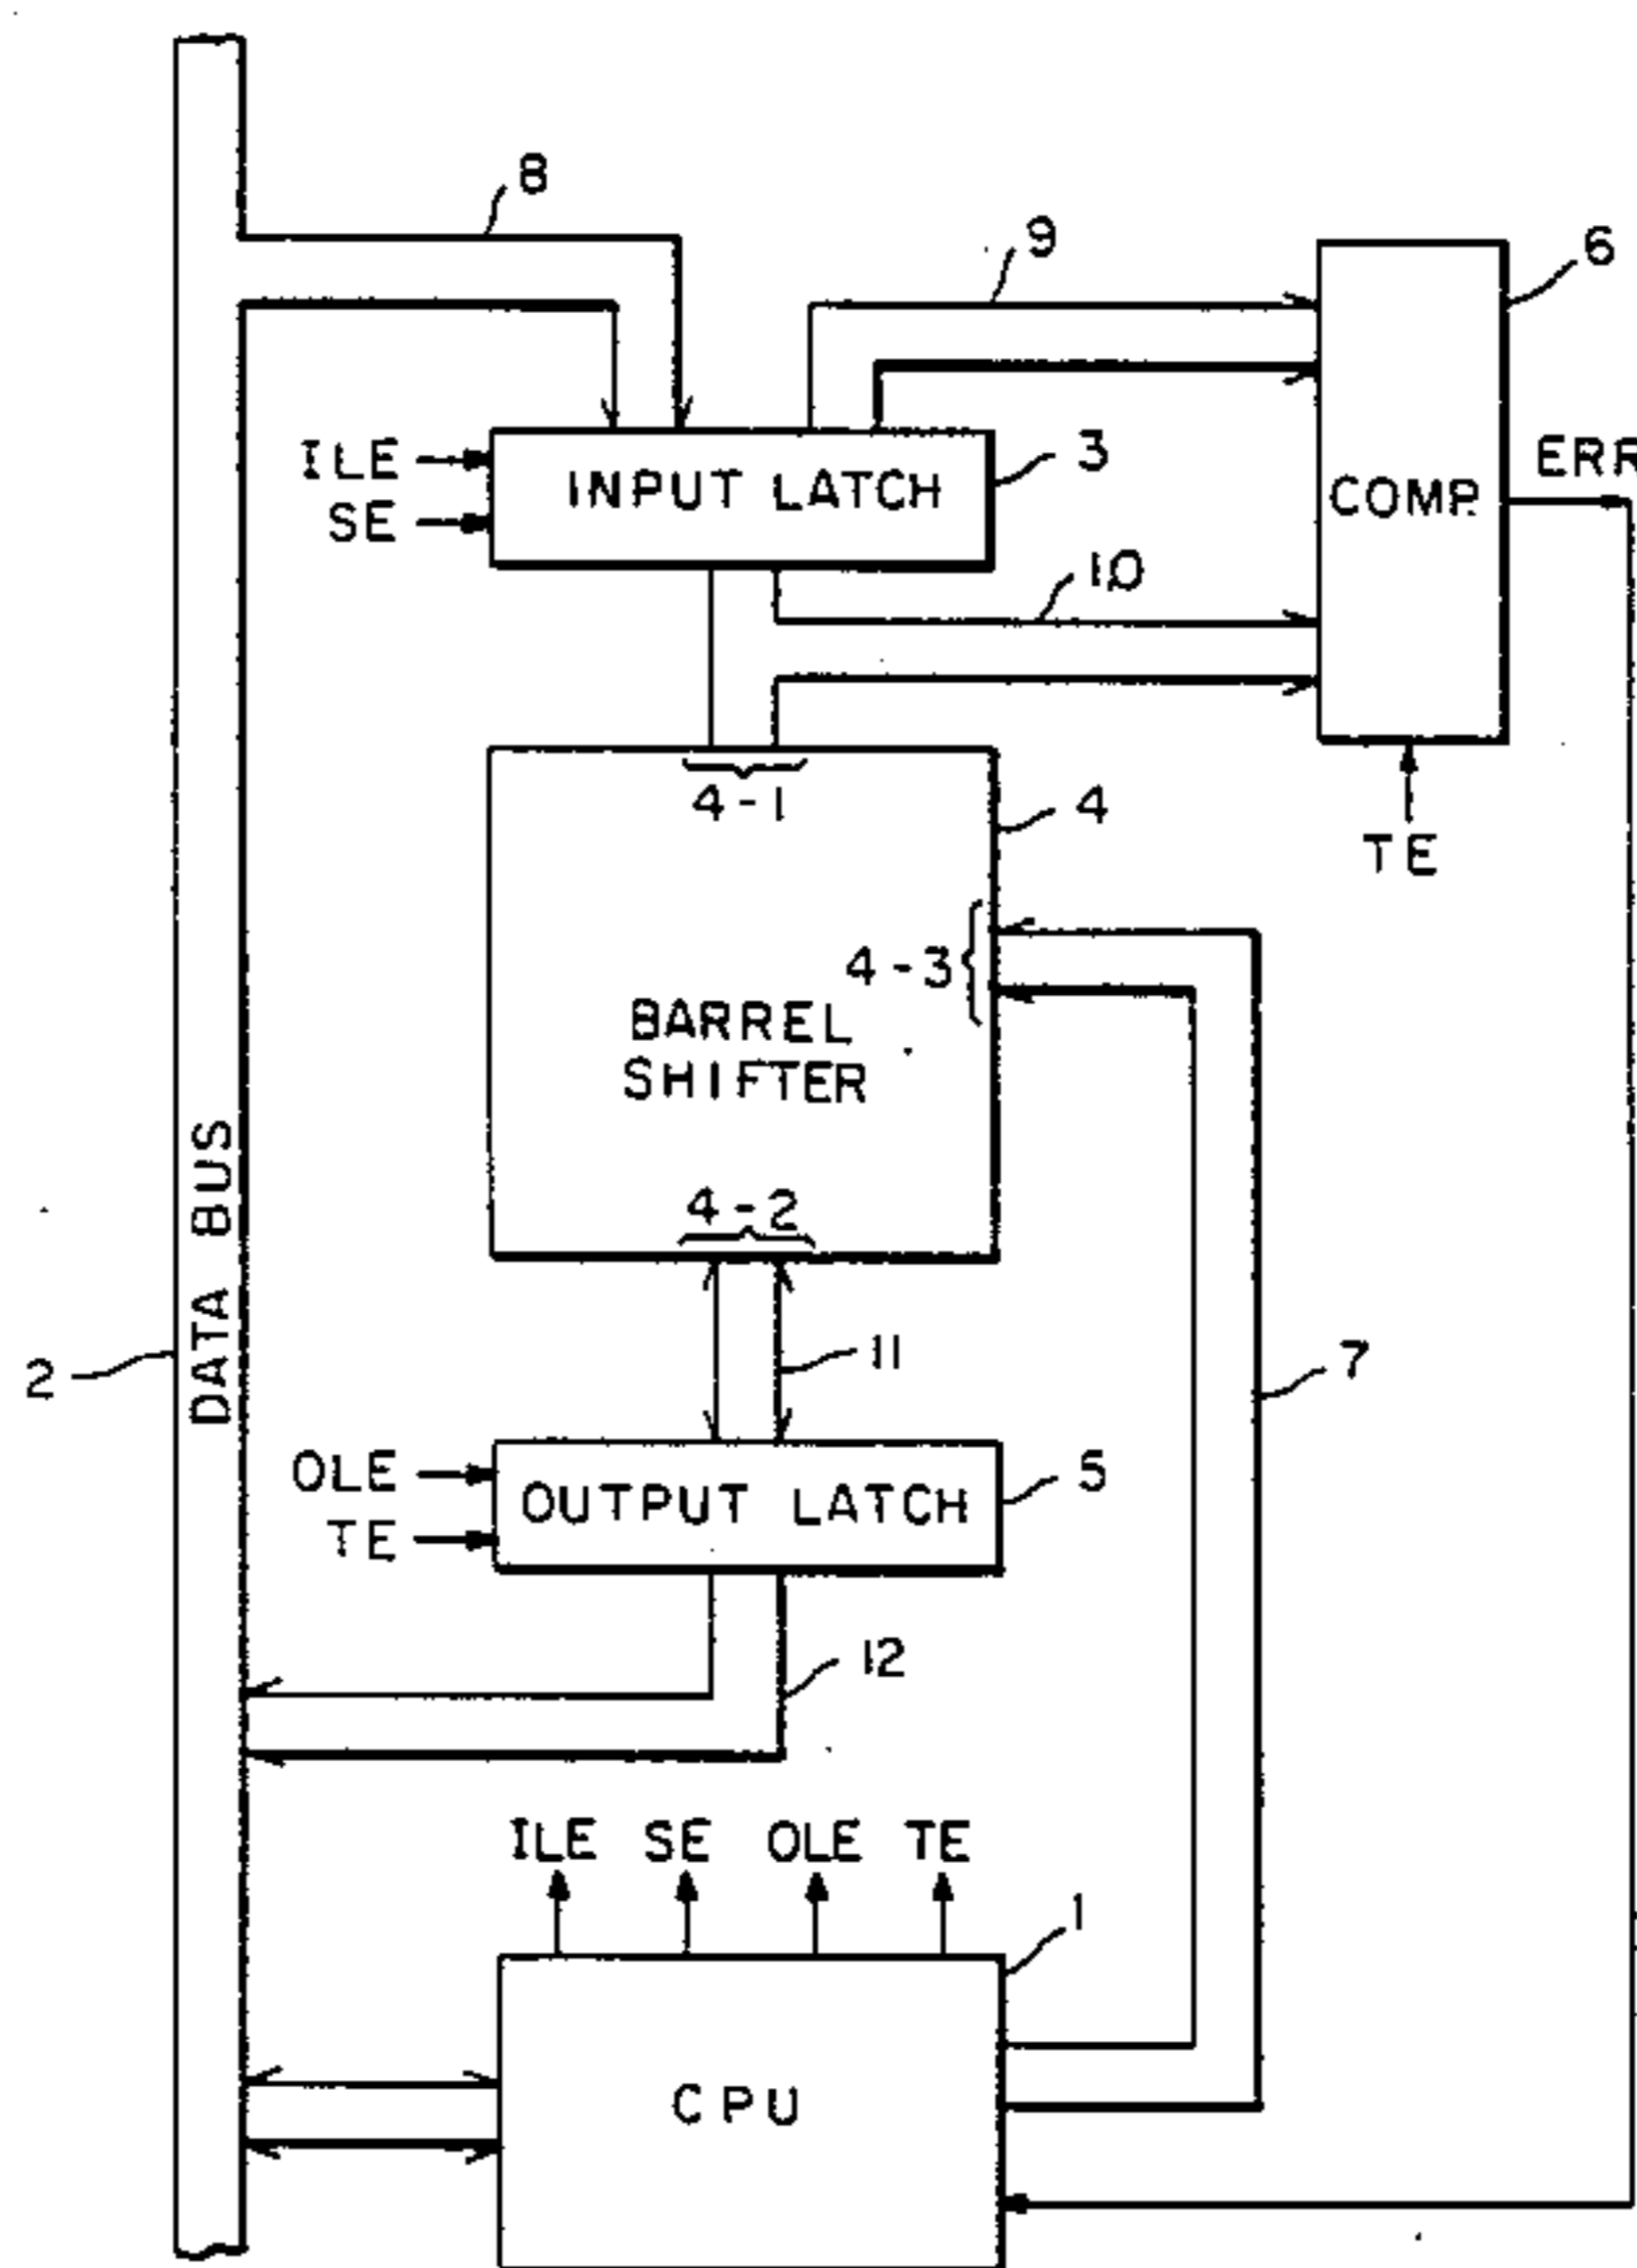 8
9
6
ILE
SE
INPUT LATCH
3
COMP.
ERR
10
4-1
4
TE
4-3
BARREL
SHIFTER
DATA BUS
2
4-2
11
7
OLE
TE
OUTPUT LATCH
5
12
ILE SE OLE TE
1
CPU